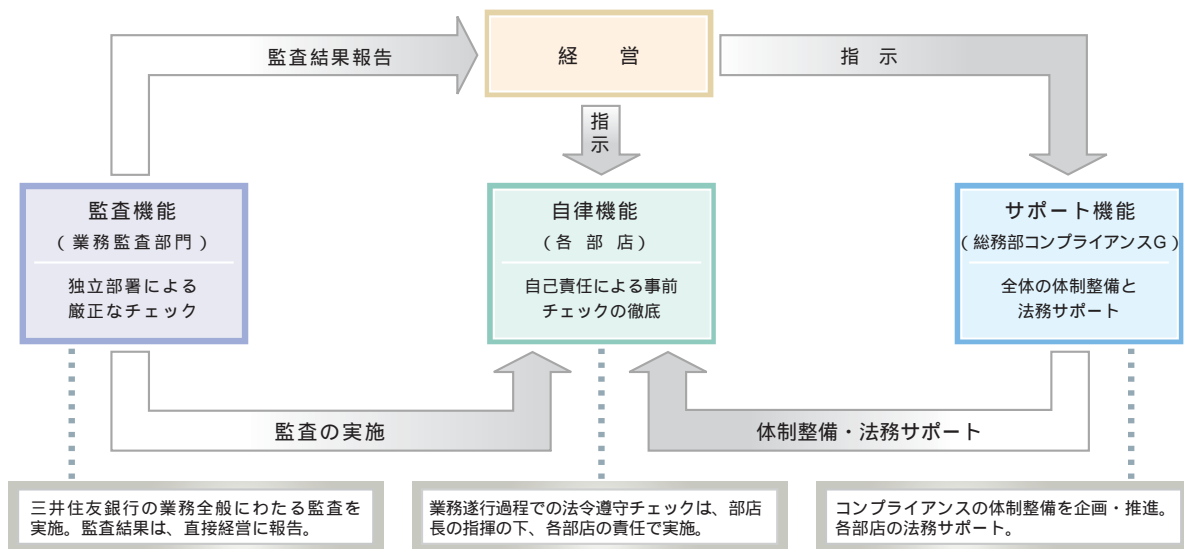 監査結果報告
経　　営
指　示
指
示
監査機能
（業務監査部門）
独立部署による
厳正なチェック
自律機能
（各 部 店）
自己責任による事前
チェックの徹底
サポート機能
（総務部コンプライアンスG）
全体の体制整備と
法務サポート
監査の実施
体制整備・法務サポート
三井住友銀行の業務全般にわたる監査を
実施。監査結果は、直接経営に報告。
業務遂行過程での法令遵守チェックは、部店
長の指揮の下、各部店の責任で実施。
コンプライアンスの体制整備を企画・推進。
各部店の法務サポート。